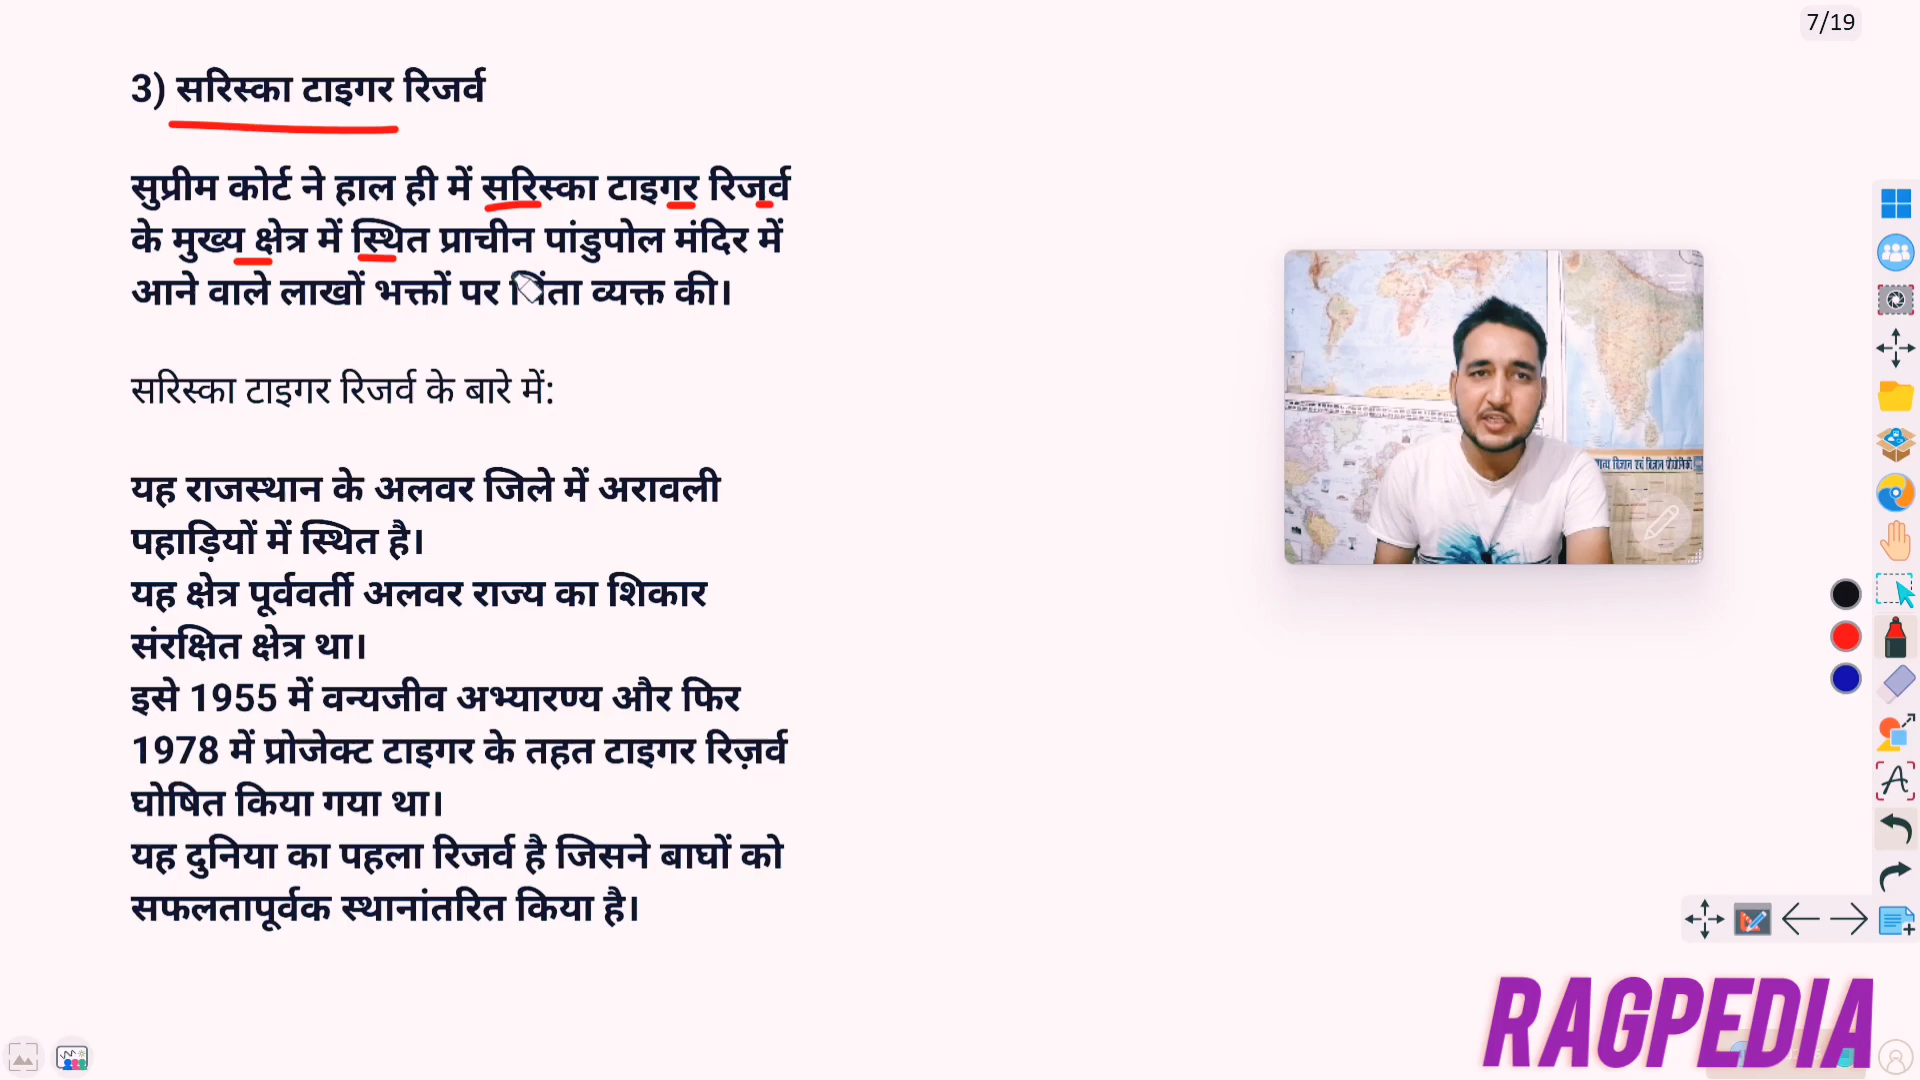 7/19
3) सरिस्का टाइगर रिजर्व
सुप्रीम कोर्ट ने हाल ही में सरिस्का टाइगर रिजर्व
के मुख्य क्षेत्र में स्थित प्राचीन पांडुपोल मंदिर में
आने वाले लाखों भक्तों पर चिंता व्यक्त की।
सरिस्का टाइगर रिजर्व के बारे में:
यह राजस्थान के अलवर जिले में अरावली
पहाड़ियों में स्थित है।
यह क्षेत्र पूर्ववर्ती अलवर राज्य का शिकार
संरक्षित क्षेत्र था।
इसे 1955 में वन्यजीव अभ्यारण्य और फिर
1978 में प्रोजेक्ट टाइगर के तहत टाइगर रिज़र्व
घोषित किया गया था।
यह दुनिया का पहला रिजर्व है जिसने बाघों को
सफलतापूर्वक स्थानांतरित किया है।
RAGPEDIA